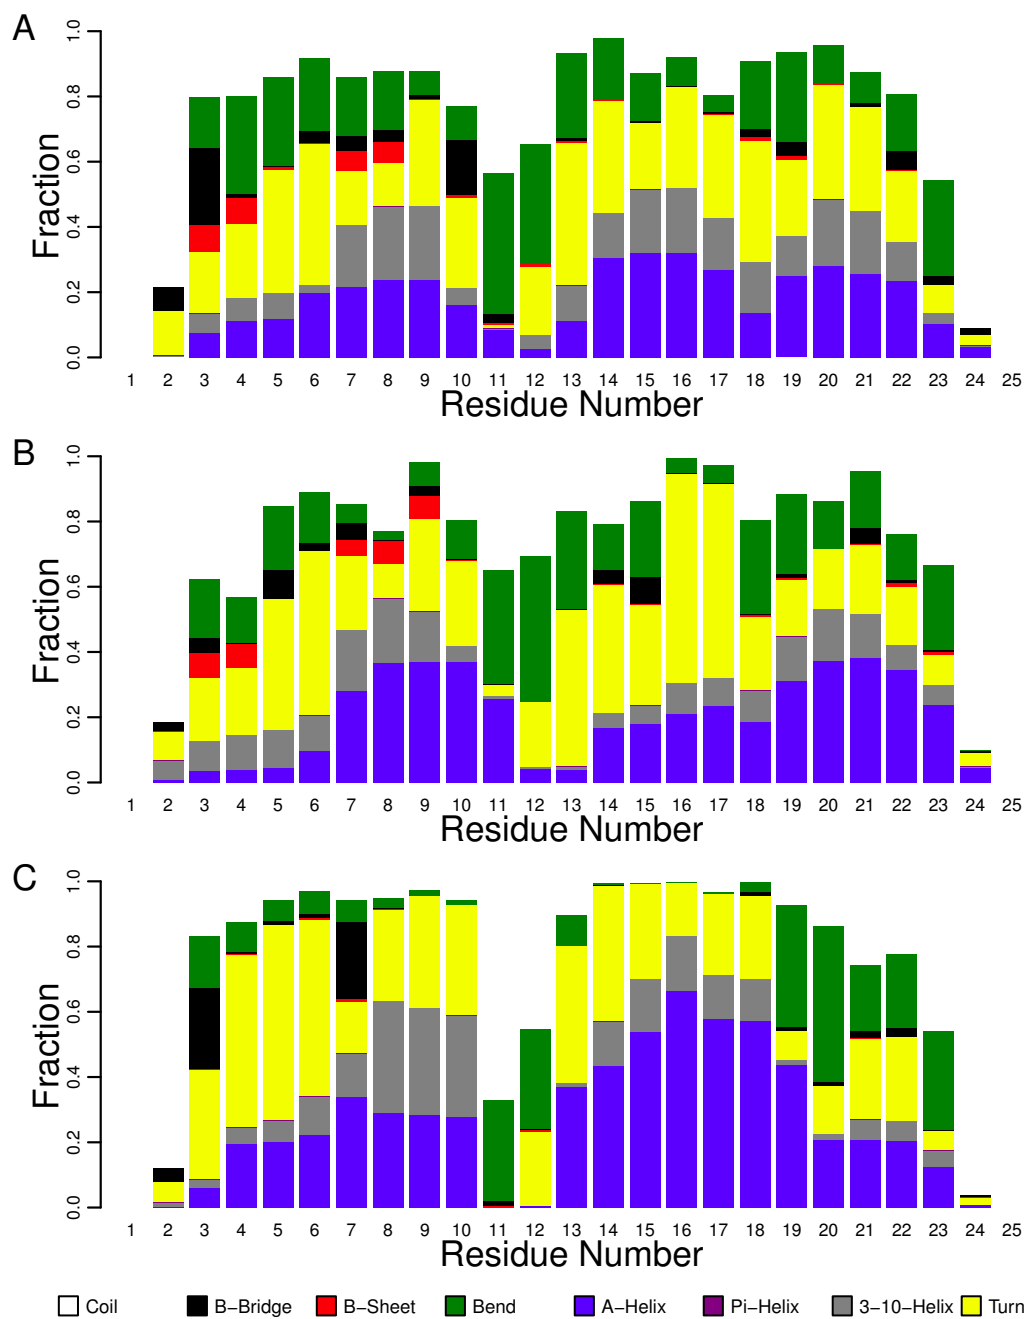 A
Fraction
0.0 0.2 0.4 0.6 0.8 1.0
1 2 3 4 5 6 7 8 9 10 11 12 13 14 15 16 17 18 19 20 21 22 23 24 25
Residue Number
B
Fraction
0.0 0.2 0.4 0.6 0.8 1.0
1 2 3 4 5 6 7 8 9 10 11 12 13 14 15 16 17 18 19 20 21 22 23 24 25
Residue Number
C
Fraction
0.0 0.2 0.4 0.6 0.8 1.0
1 2 3 4 5 6 7 8 9 10 11 12 13 14 15 16 17 18 19 20 21 22 23 24 25
Residue Number
Coil B−Bridge B−Sheet Bend A−Helix Pi−Helix 3−10−Helix Turn